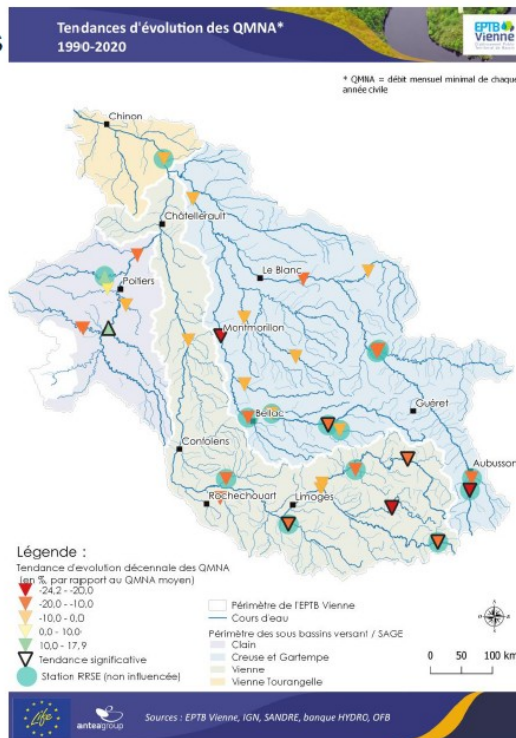 s
Tendances d'évolution des QMNA*
1990-2020
EPTB
Vienne
* QMNA = débit mensuel minimal de chaque
année civile
Chinon
Châtellerault
Le Blanc
Poitiers
Montmorillon
Guéret
Bellac
Confolens
Aubusson
Rochechouart
Limoges
Légende :
Tendance d'évolution décennale des QMNA
(en %, par rapport au QMNA moyen)
-24,2 - -20,0
-20,0 - -10,0
-10,0 - 0,0
0,0 - 10,0
10,0 - 17,9
Tendance significative
Station RRSE (non influencée)
Périmètre de l'EPTB Vienne
Cours d'eau
Périmètre des sous bassins versant / SAGE
Clain
Creuse et Gartempe
Vienne
Vienne Tourangelle
0 50 100 km
Life
anteagroup
Sources : EPTB Vienne, IGN, SANDRE, banque HYDRO, OFB